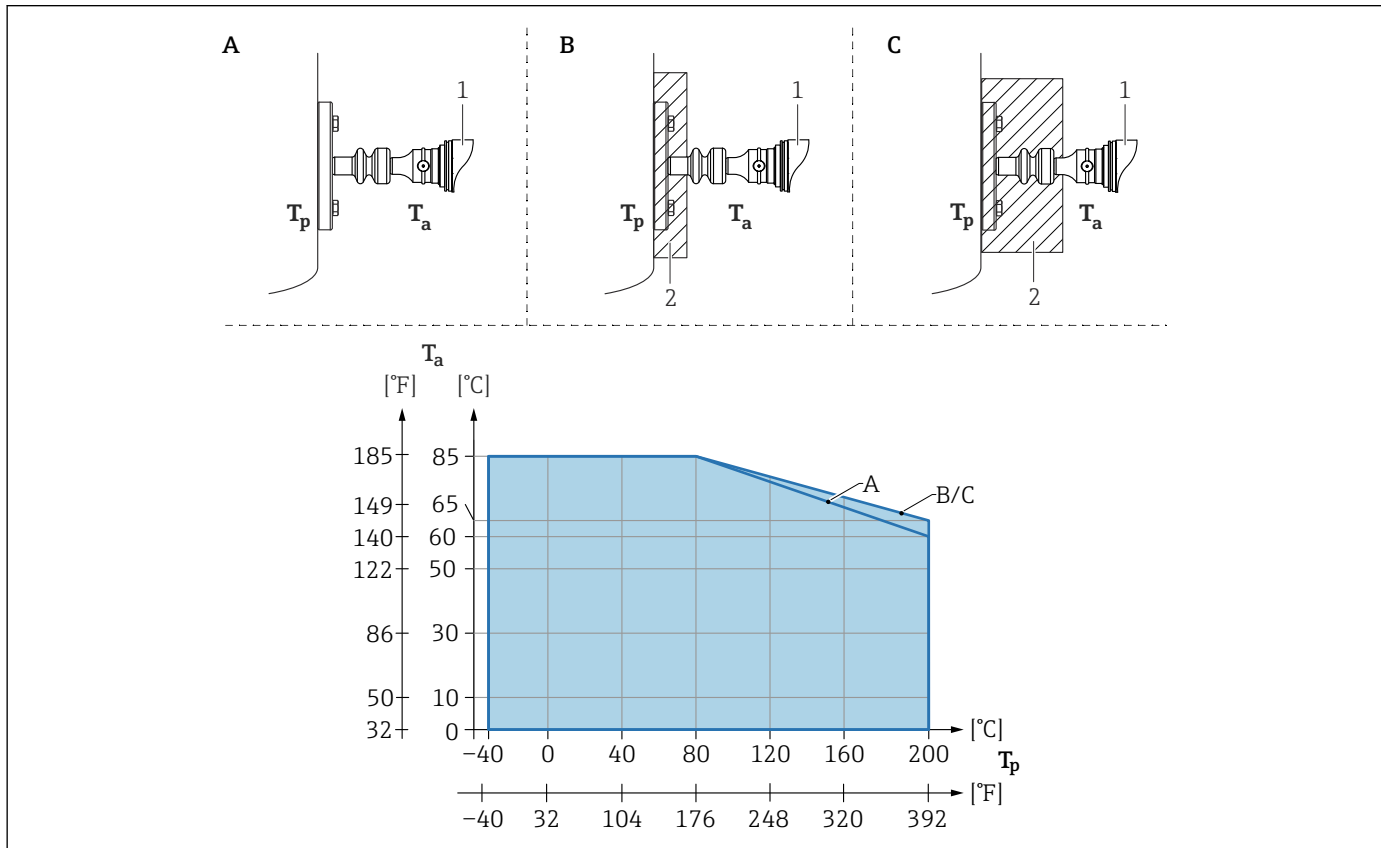 A B C
1 1 1
Tp Ta Tp Ta Tp Ta
2 2
Ta
[°F] [°C]
185 85
149 65
140 60
122 50
86 30
50 10
32 0
A
B/C
−40 0 40 80 120 160 200 [°C]
Tp
−40 32 104 176 248 320 392 [°F]